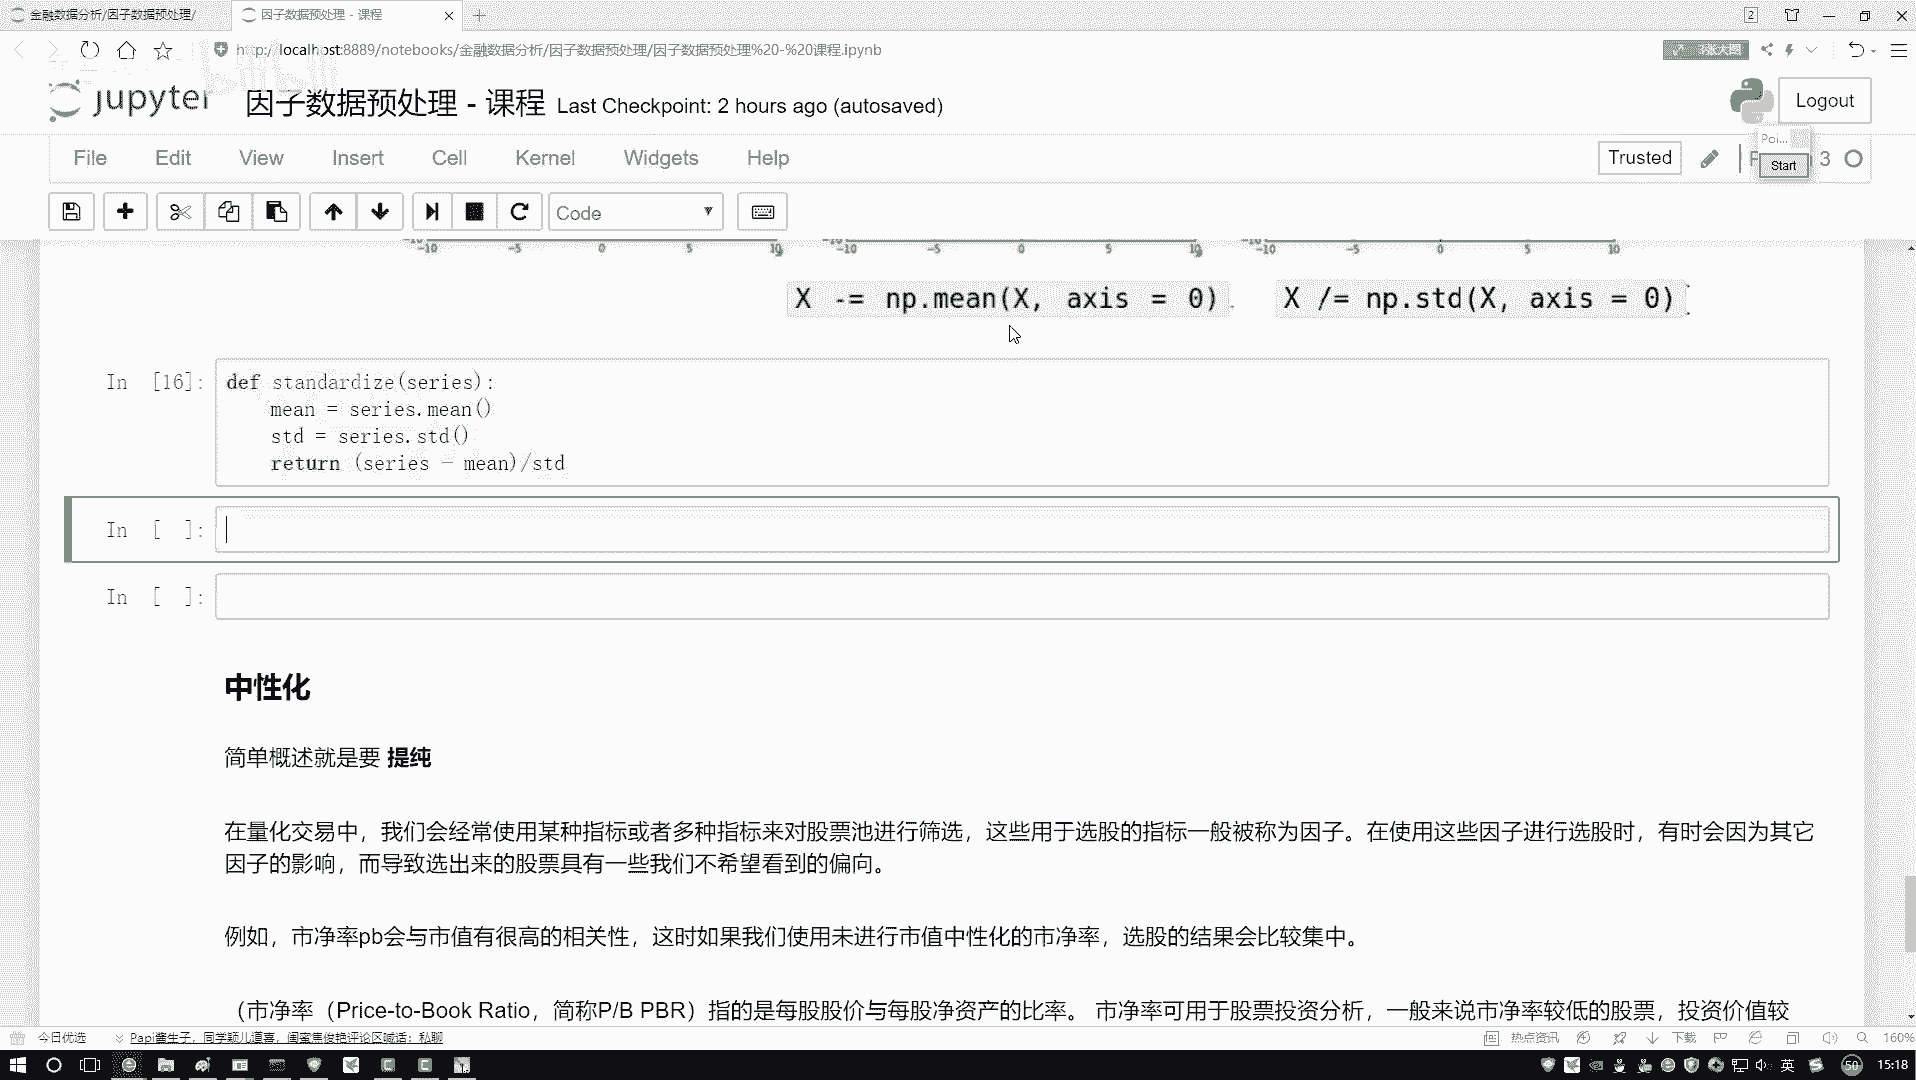 金融数据分析/因子数据预处理/
因子数据预处理 - 课程
2
http://localhost:8889/notebooks/金融数据分析/因子数据预处理/因子数据预处理%20-%20课程.ipynb
3张大图
jupyter
因子数据预处理 - 课程 Last Checkpoint: 2 hours ago (autosaved)
Logout
File Edit View Insert Cell Kernel Widgets Help
Poi...
Trusted
Start
3
Code
-10 -5 0 5 10 -10 -5 0 5 10 -10 -5 0 5 10
X -= np.mean(X, axis = 0) X /= np.std(X, axis = 0)
In [16]: def standardize(series):
mean = series.mean()
std = series.std()
return (series - mean)/std
In [ ]:
In [ ]:
中性化
简单概述就是要 提纯
在量化交易中，我们会经常使用某种指标或者多种指标来对股票池进行筛选，这些用于选股的指标一般被称为因子。在使用这些因子进行选股时，有时会因为其它
因子的影响，而导致选出来的股票具有一些我们不希望看到的偏向。
例如，市净率pb会与市值有很高的相关性，这时如果我们使用未进行市值中性化的市净率，选股的结果会比较集中。
（市净率（Price-to-Book Ratio，简称P/B PBR）指的是每股股价与每股净资产的比率。 市净率可用于股票投资分析，一般来说市净率较低的股票，投资价值较
今日优选
Papi酱生子，同学颖儿道喜，闺蜜焦俊艳评论区喊话：私聊
热点资讯
下载
160%
英
50
15:18